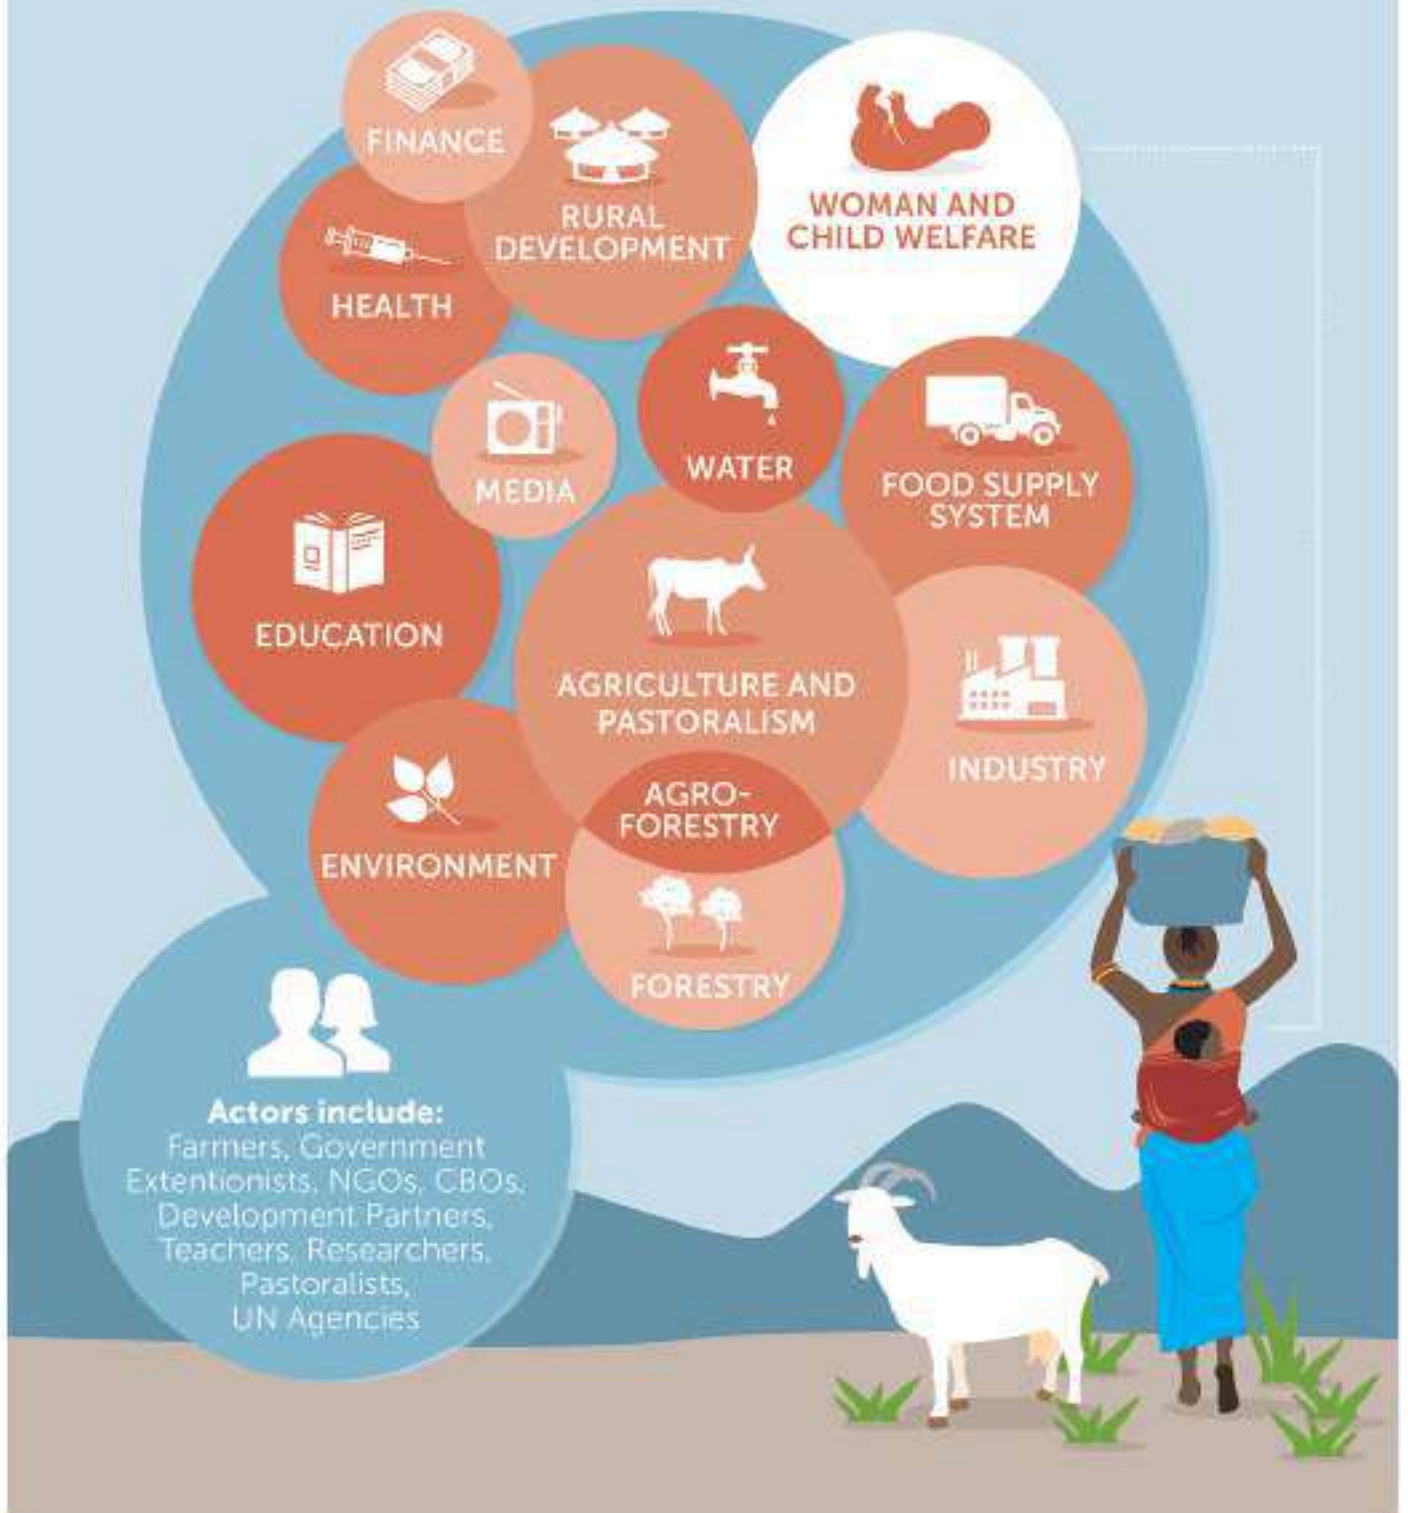 FINANCE
RURAL
DEVELOPMENT
WOMAN AND
CHILD WELFARE
HEALTH
WATER
MEDIA
FOOD SUPPLY
SYSTEM
EDUCATION
AGRICULTURE AND
PASTORALISM
INDUSTRY
AGRO-
FORESTRY
ENVIRONMENT
FORESTRY
Actors include:
Farmers, Government
Extentionists, NGOs, CBOs,
Development Partners,
Teachers, Researchers,
Pastoralists,
UN Agencies